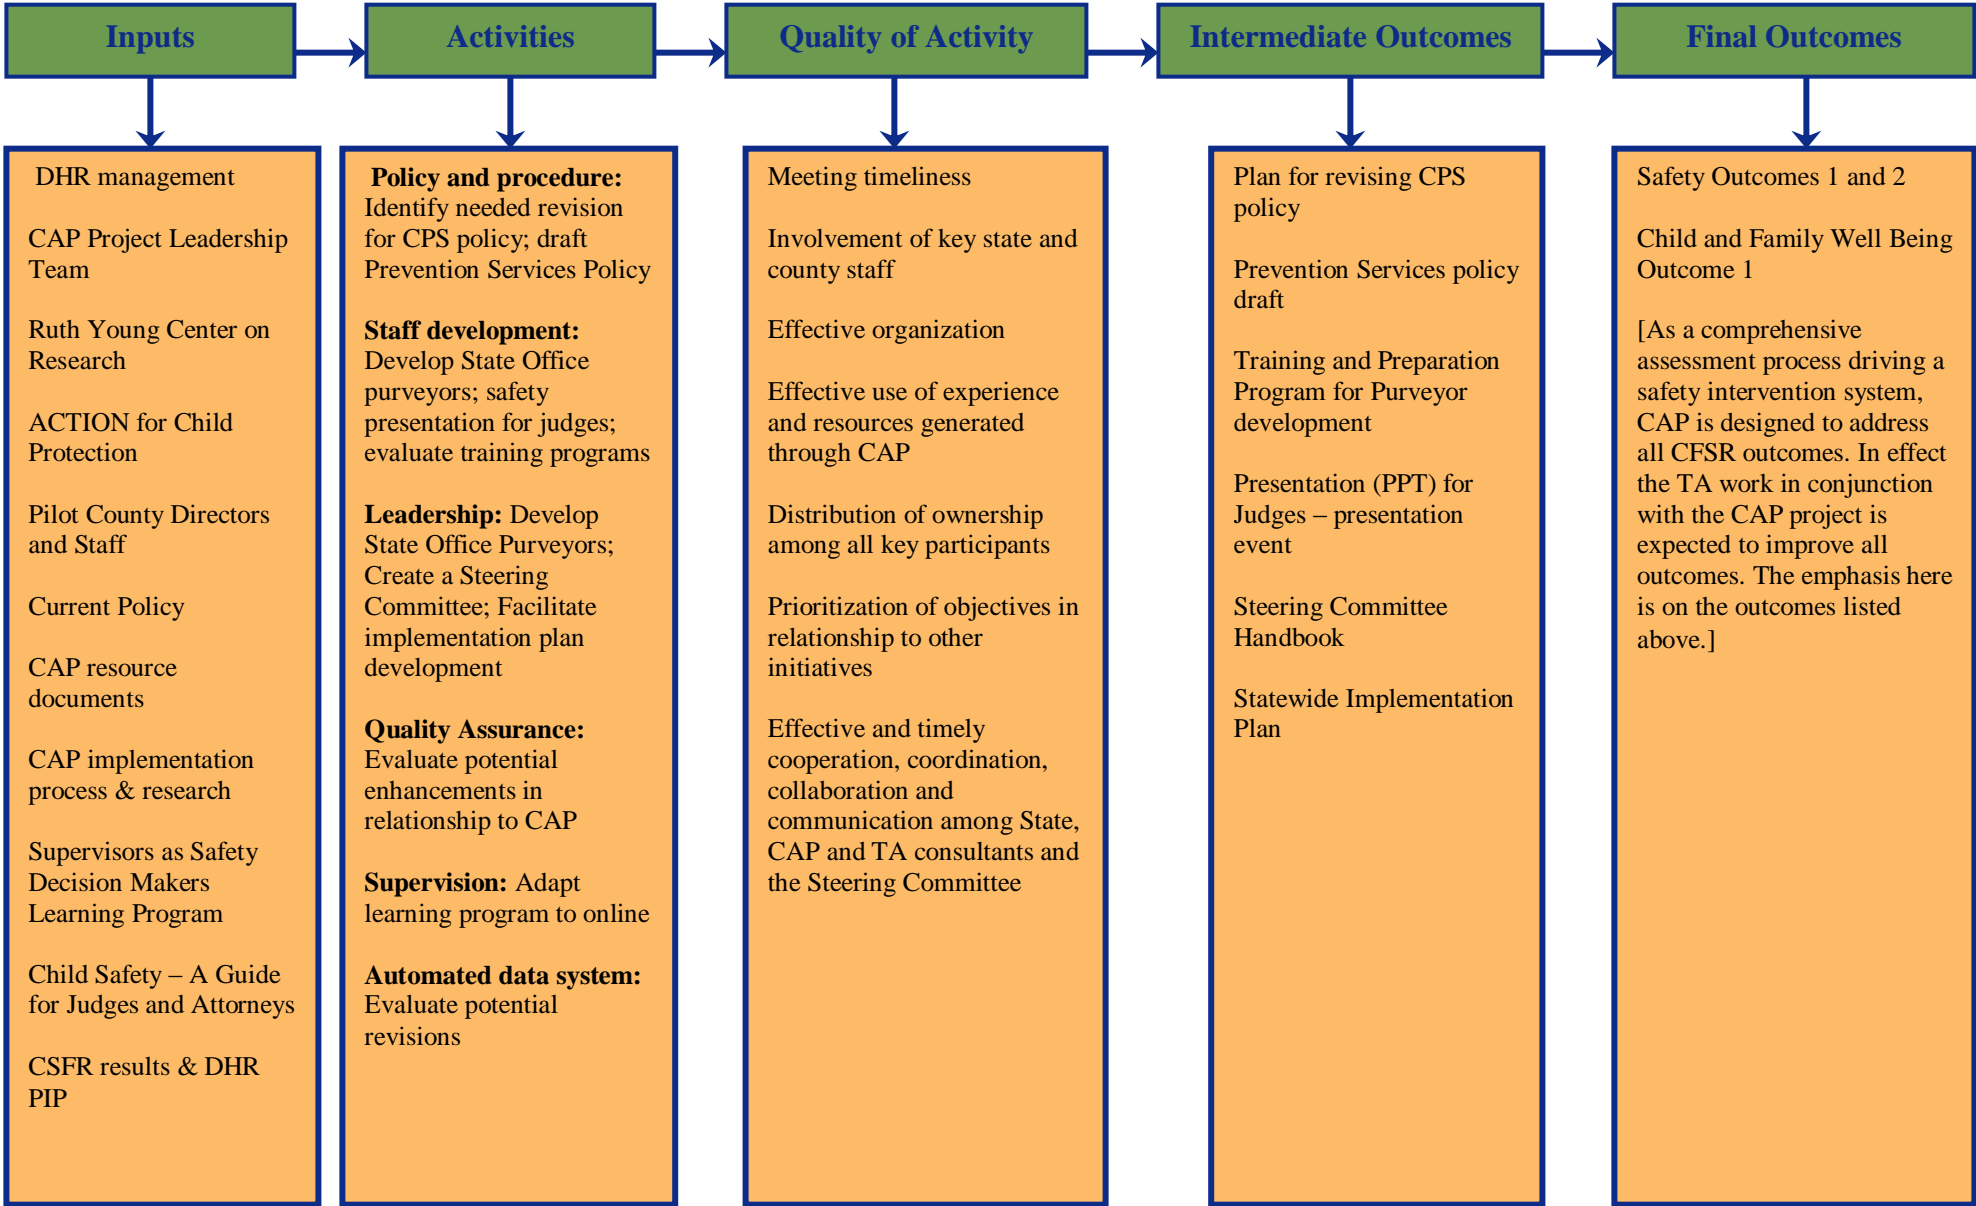 Inputs
Activities
Quality of Activity
Intermediate Outcomes
Final Outcomes
DHR management
CAP Project Leadership
Team
Ruth Young Center on
Research
ACTION for Child
Protection
Pilot County Directors
and Staff
Current Policy
CAP resource
documents
CAP implementation
process & research
Supervisors as Safety
Decision Makers
Learning Program
Child Safety – A Guide
for Judges and Attorneys
CSFR results & DHR
PIP
Policy and procedure:
Identify needed revision
for CPS policy; draft
Prevention Services Policy
Staff development:
Develop State Office
purveyors; safety
presentation for judges;
evaluate training programs
Leadership: Develop
State Office Purveyors;
Create a Steering
Committee; Facilitate
implementation plan
development
Quality Assurance:
Evaluate potential
enhancements in
relationship to CAP
Supervision: Adapt
learning program to online
Automated data system:
Evaluate potential
revisions
Meeting timeliness
Involvement of key state and
county staff
Effective organization
Effective use of experience
and resources generated
through CAP
Distribution of ownership
among all key participants
Prioritization of objectives in
relationship to other
initiatives
Effective and timely
cooperation, coordination,
collaboration and
communication among State,
CAP and TA consultants and
the Steering Committee
Plan for revising CPS
policy
Prevention Services policy
draft
Training and Preparation
Program for Purveyor
development
Presentation (PPT) for
Judges – presentation
event
Steering Committee
Handbook
Statewide Implementation
Plan
Safety Outcomes 1 and 2
Child and Family Well Being
Outcome 1
[As a comprehensive
assessment process driving a
safety intervention system,
CAP is designed to address
all CFSR outcomes. In effect
the TA work in conjunction
with the CAP project is
expected to improve all
outcomes. The emphasis here
is on the outcomes listed
above.]